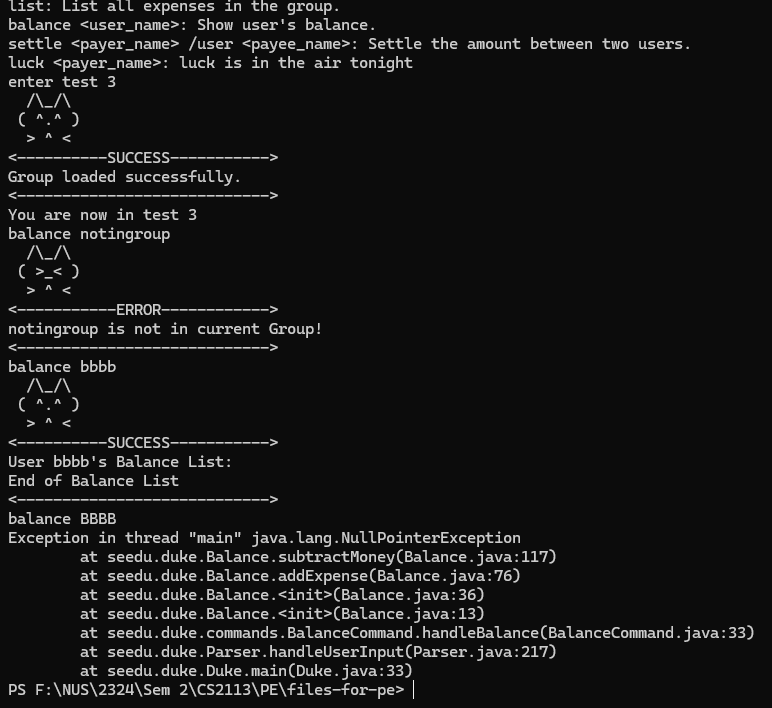 list: List all expenses in the group.
balance <user_name>: Show user's balance.
settle <payer_name> /user <payee_name>: Settle the amount between two users.
luck <payer_name>: luck is in the air tonight
enter test 3
  /\_/\
 ( ^.^ )
  > ^ <
<----------SUCCESS----------->
Group loaded successfully.
<---------------------------->
You are now in test 3
balance notingroup
  /\_/\
 ( >_< )
  > ^ <
<-----------ERROR------------>
notingroup is not in current Group!
<---------------------------->
balance bbbb
  /\_/\
 ( ^.^ )
  > ^ <
<----------SUCCESS----------->
User bbbb's Balance List:
End of Balance List
<---------------------------->
balance BBBB
Exception in thread "main" java.lang.NullPointerException
        at seedu.duke.Balance.subtractMoney(Balance.java:117)
        at seedu.duke.Balance.addExpense(Balance.java:76)
        at seedu.duke.Balance.<init>(Balance.java:36)
        at seedu.duke.Balance.<init>(Balance.java:13)
        at seedu.duke.commands.BalanceCommand.handleBalance(BalanceCommand.java:33)
        at seedu.duke.Parser.handleUserInput(Parser.java:217)
        at seedu.duke.Duke.main(Duke.java:33)
PS F:\NUS\2324\Sem 2\CS2113\PE\files-for-pe>